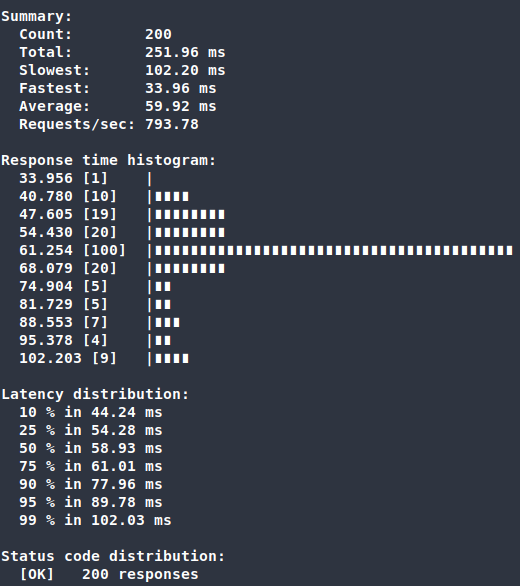 Summary:
  Count:        200
  Total:        251.96 ms
  Slowest:      102.20 ms
  Fastest:      33.96 ms
  Average:      59.92 ms
  Requests/sec: 793.78

Response time histogram:
  33.956 [1]    |
  40.780 [10]   |∎∎∎∎
  47.605 [19]   |∎∎∎∎∎∎∎∎
  54.430 [20]   |∎∎∎∎∎∎∎∎
  61.254 [100]  |∎∎∎∎∎∎∎∎∎∎∎∎∎∎∎∎∎∎∎∎∎∎∎∎∎∎∎∎∎∎∎∎∎∎∎∎∎∎∎∎
  68.079 [20]   |∎∎∎∎∎∎∎∎
  74.904 [5]    |∎∎
  81.729 [5]    |∎∎
  88.553 [7]    |∎∎∎
  95.378 [4]    |∎∎
  102.203 [9]   |∎∎∎∎

Latency distribution:
  10 % in 44.24 ms
  25 % in 54.28 ms
  50 % in 58.93 ms
  75 % in 61.01 ms
  90 % in 77.96 ms
  95 % in 89.78 ms
  99 % in 102.03 ms

Status code distribution:
  [OK]   200 responses